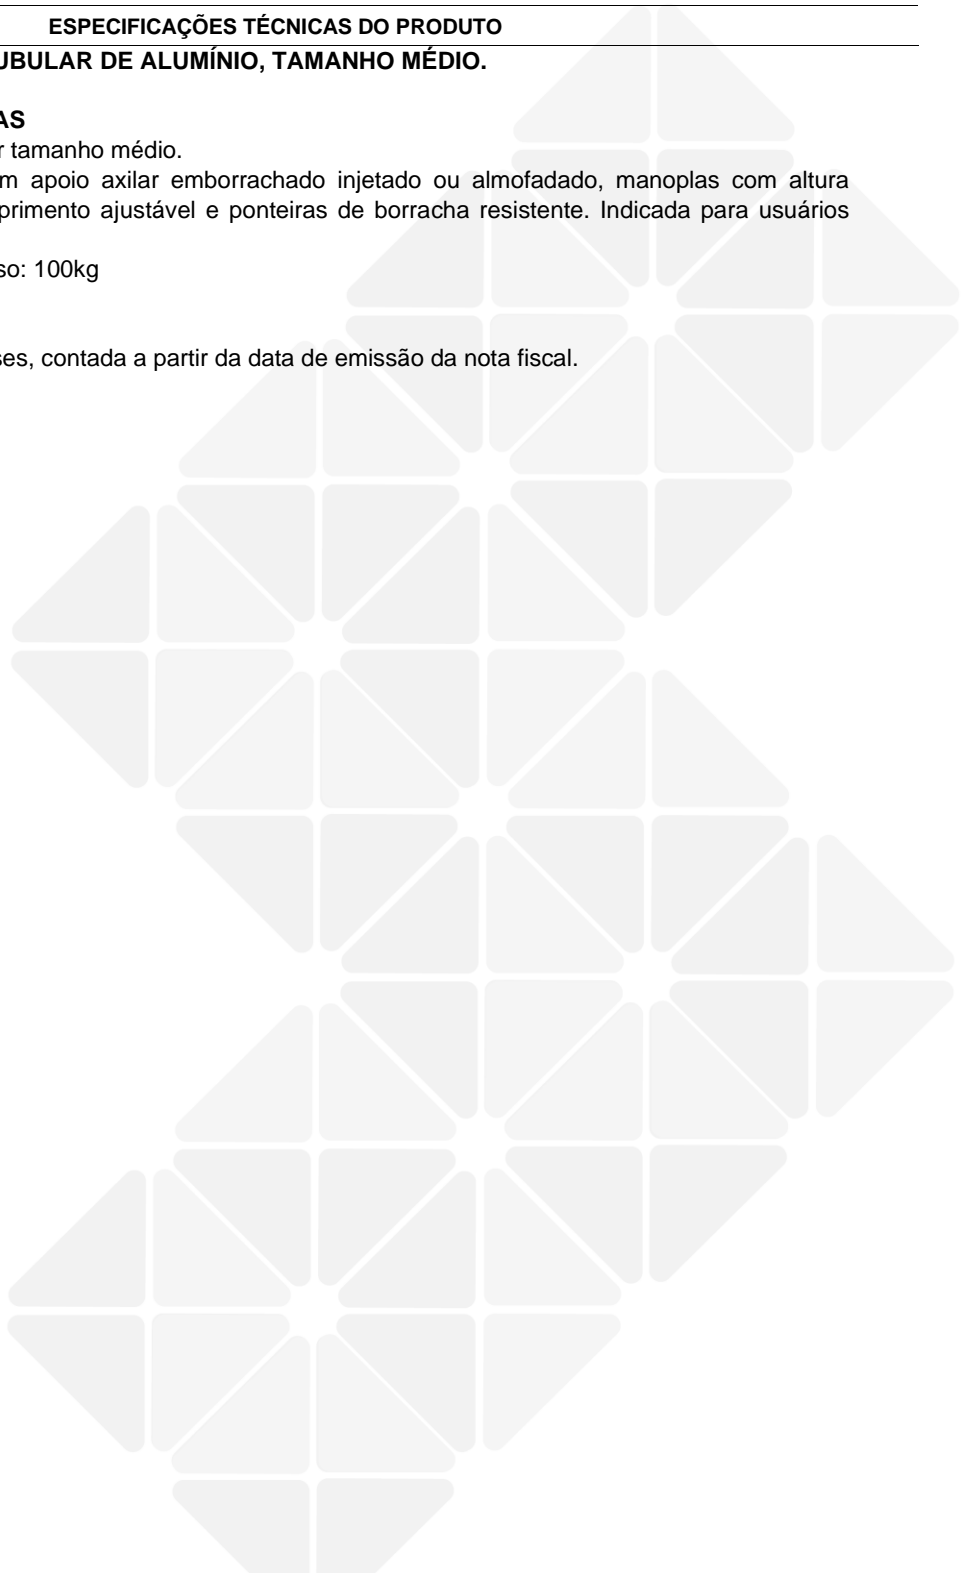 ESPECIFICAÇÕES TÉCNICAS DO PRODUTO
UBULAR DE ALUMÍNIO, TAMANHO MÉDIO.
AS
r tamanho médio.
m apoio axilar emborrachado injetado ou almofadado, manoplas com altura
primento ajustável e ponteiras de borracha resistente. Indicada para usuários
so: 100kg
ses, contada a partir da data de emissão da nota fiscal.